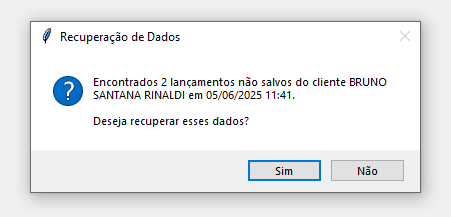 Recuperação de Dados
Encontrados 2 lançamentos não salvos do cliente BRUNO
SANTANA RINALDI em 05/06/2025 11:41.
Deseja recuperar esses dados?
Sim
Não